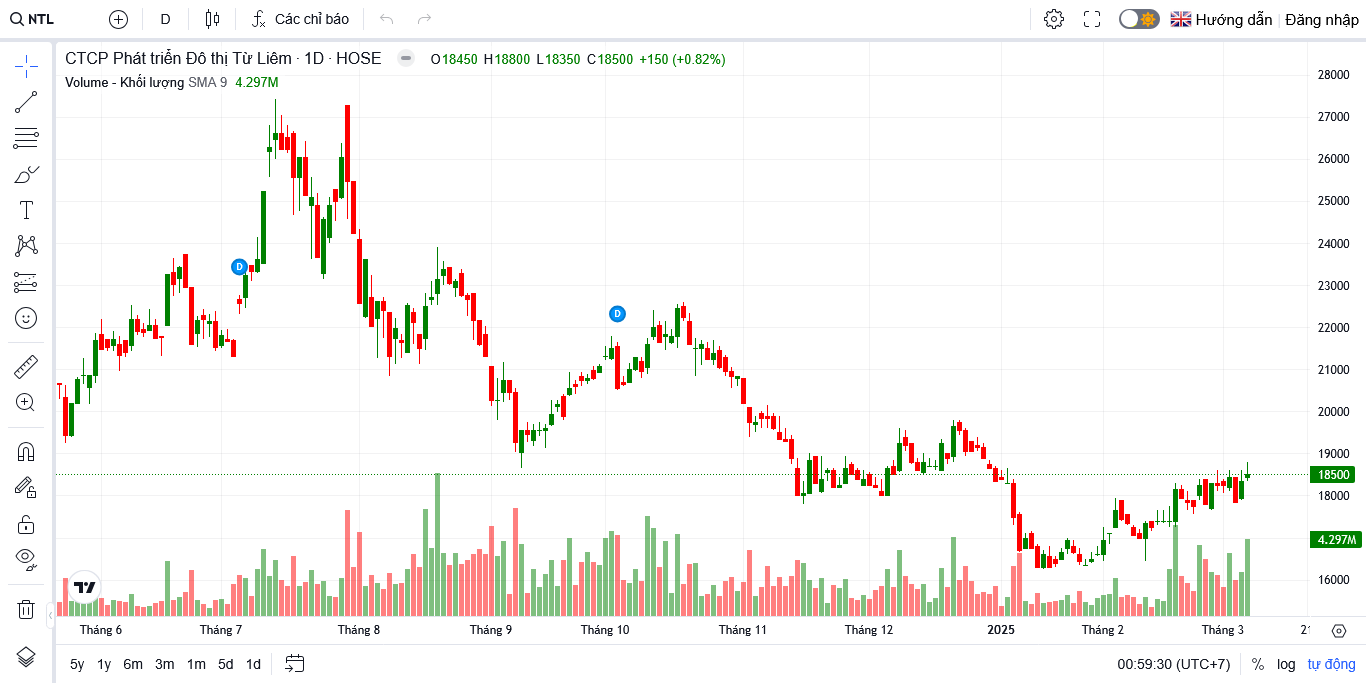 NTL D Các chỉ báo Hướng dẫn Đăng nhập
CTCP Phát triển Đô thị Từ Liêm · 1D · HOSE O18450 H18800 L18350 C18500 +150 (+0.82%)
Volume - Khối lượng SMA 9 4.297M
28000
27000
26000
25000
24000
D
23000
D
22000
21000
20000
19000
18500
18000
4.297M
16000
Tháng 6 Tháng 7 Tháng 8 Tháng 9 Tháng 10 Tháng 11 Tháng 12 2025 Tháng 2 Tháng 3 21
5y 1y 6m 3m 1m 5d 1d 00:59:30 (UTC+7) % log tự động